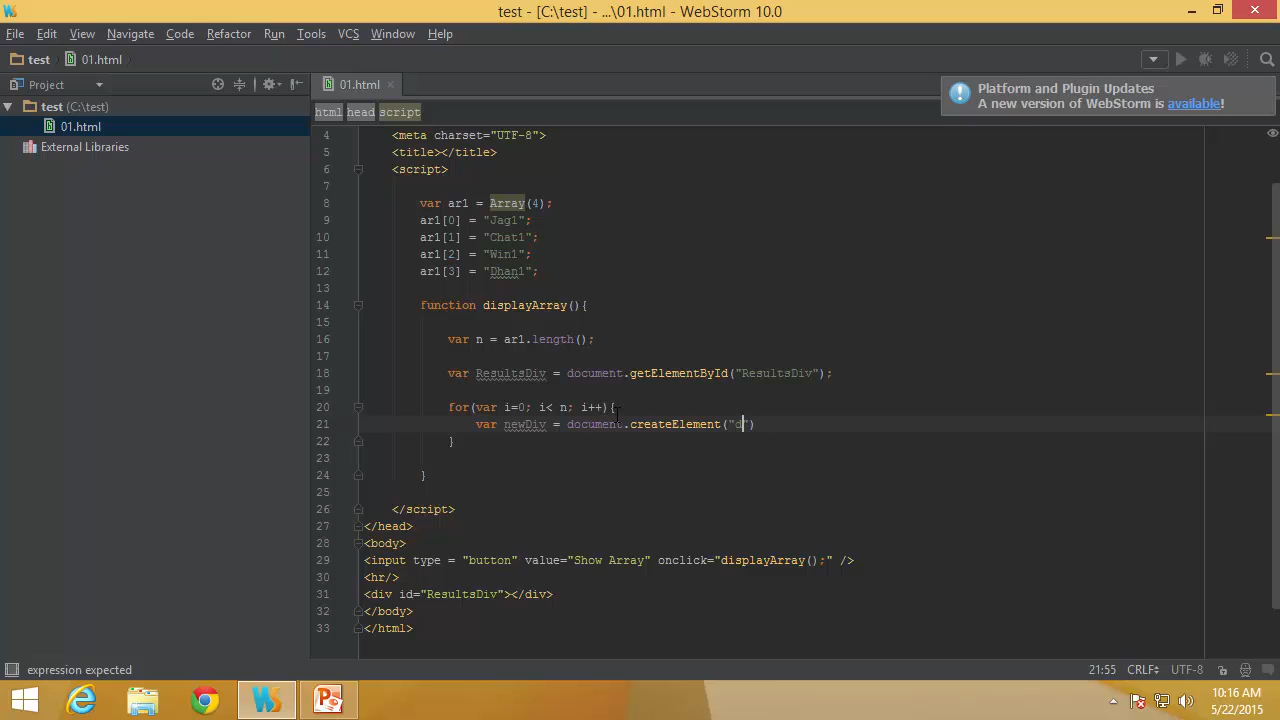 test - [C:\test] - ...\01.html - WebStorm 10.0
File Edit View Navigate Code Refactor Run Tools VCS Window Help
test 01.html
Project
01.html
test (C:\test)
01.html
External Libraries
html head script
Platform and Plugin Updates
A new version of WebStorm is available!
4 <meta charset="UTF-8">
5 <title></title>
6 <script>
7
8 var ar1 = Array(4);
9 ar1[0] = "Jag1";
10 ar1[1] = "Chat1";
11 ar1[2] = "Win1";
12 ar1[3] = "Dhan1";
13
14 function displayArray(){
15
16 var n = ar1.length();
17
18 var ResultsDiv = document.getElementById("ResultsDiv");
19
20 for(var i=0; i< n; i++){
21 var newDiv = document.createElement("d")
22 }
23
24 }
25
26 </script>
27 </head>
28 <body>
29 <input type = "button" value="Show Array" onclick="displayArray();" />
30 <hr/>
31 <div id="ResultsDiv"></div>
32 </body>
33 </html>
expression expected
21:55 CRLF UTF-8
10:16 AM
5/22/2015